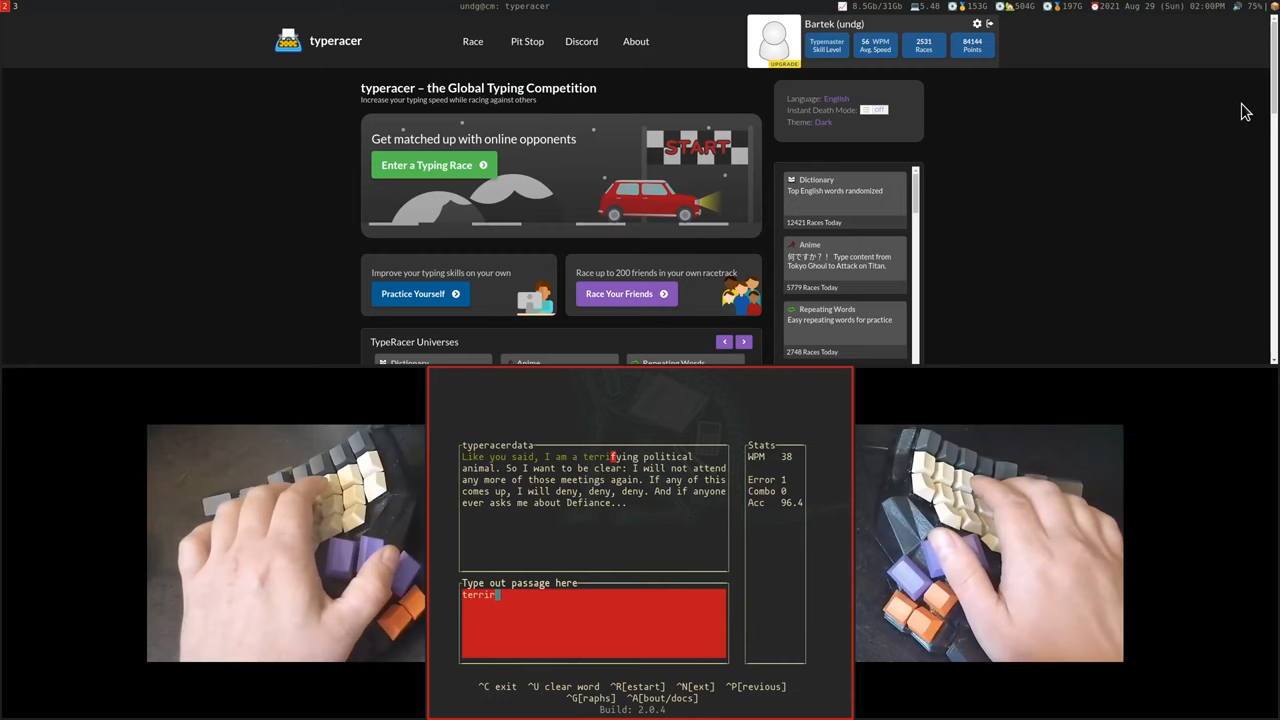 2 3
undg@cm: typeracer
8.5Gb/31Gb 5.48 153G 504G 197G 2021 Aug 29 (Sun) 02:00PM 75%
typeracer
Race Pit Stop Discord About
Bartek (undg)
UPGRADE
Typemaster
Skill Level
56 WPM
Avg. Speed
2531
Races
84144
Points
typeracer – the Global Typing Competition
Increase your typing speed while racing against others
Get matched up with online opponents
Enter a Typing Race
START
Improve your typing skills on your own
Practice Yourself
Race up to 200 friends in your own racetrack
Race Your Friends
TypeRacer Universes
Dictionary
Anime
Repeating Words
Language: English
Instant Death Mode: off
Theme: Dark
Dictionary
Top English words randomized
12421 Races Today
Anime
何ですか？！ Type content from
Tokyo Ghoul to Attack on Titan.
5779 Races Today
Repeating Words
Easy repeating words for practice
2748 Races Today
typeracerdata
Like you said, I am a terrifying political
animal. So I want to be clear: I will not attend
any more of those meetings again. If any of this
comes up, I will deny, deny, deny. And if anyone
ever asks me about Defiance...
Stats
WPM 38
Error 1
Combo 0
Acc 96.4
Type out passage here
terrir
^C exit ^U clear word ^R[estart] ^N[ext] ^P[revious]
^G[raphs] ^A[bout/docs]
Build: 2.0.4